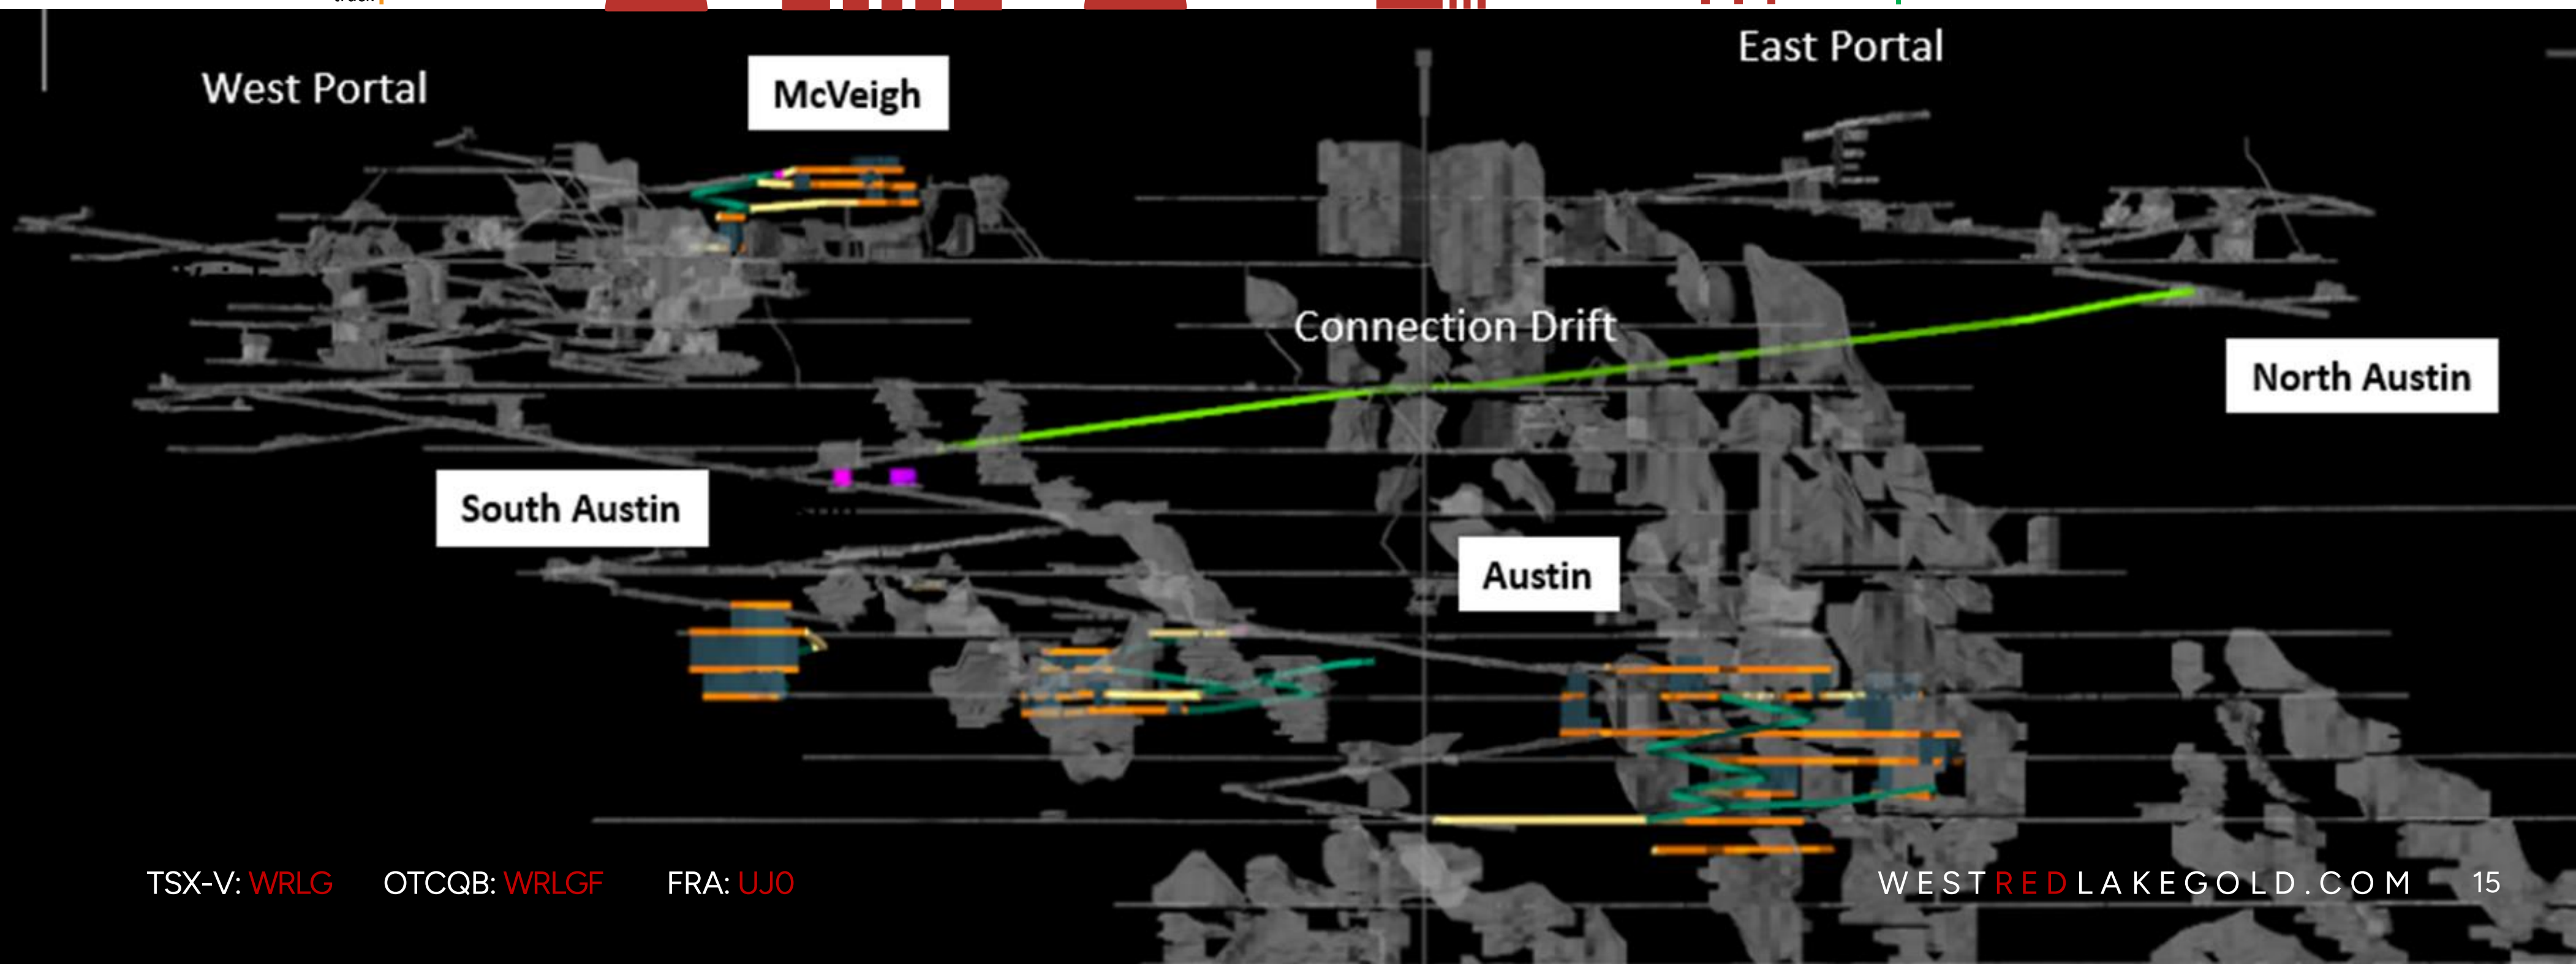 East Portal
West Portal
McVeigh
Connection Drift
North Austin
South Austin
Austin
TSX-V: WRLG OTCQB: WRLGF FRA: UJ0
WESTREDLAKEGOLD.COM 15